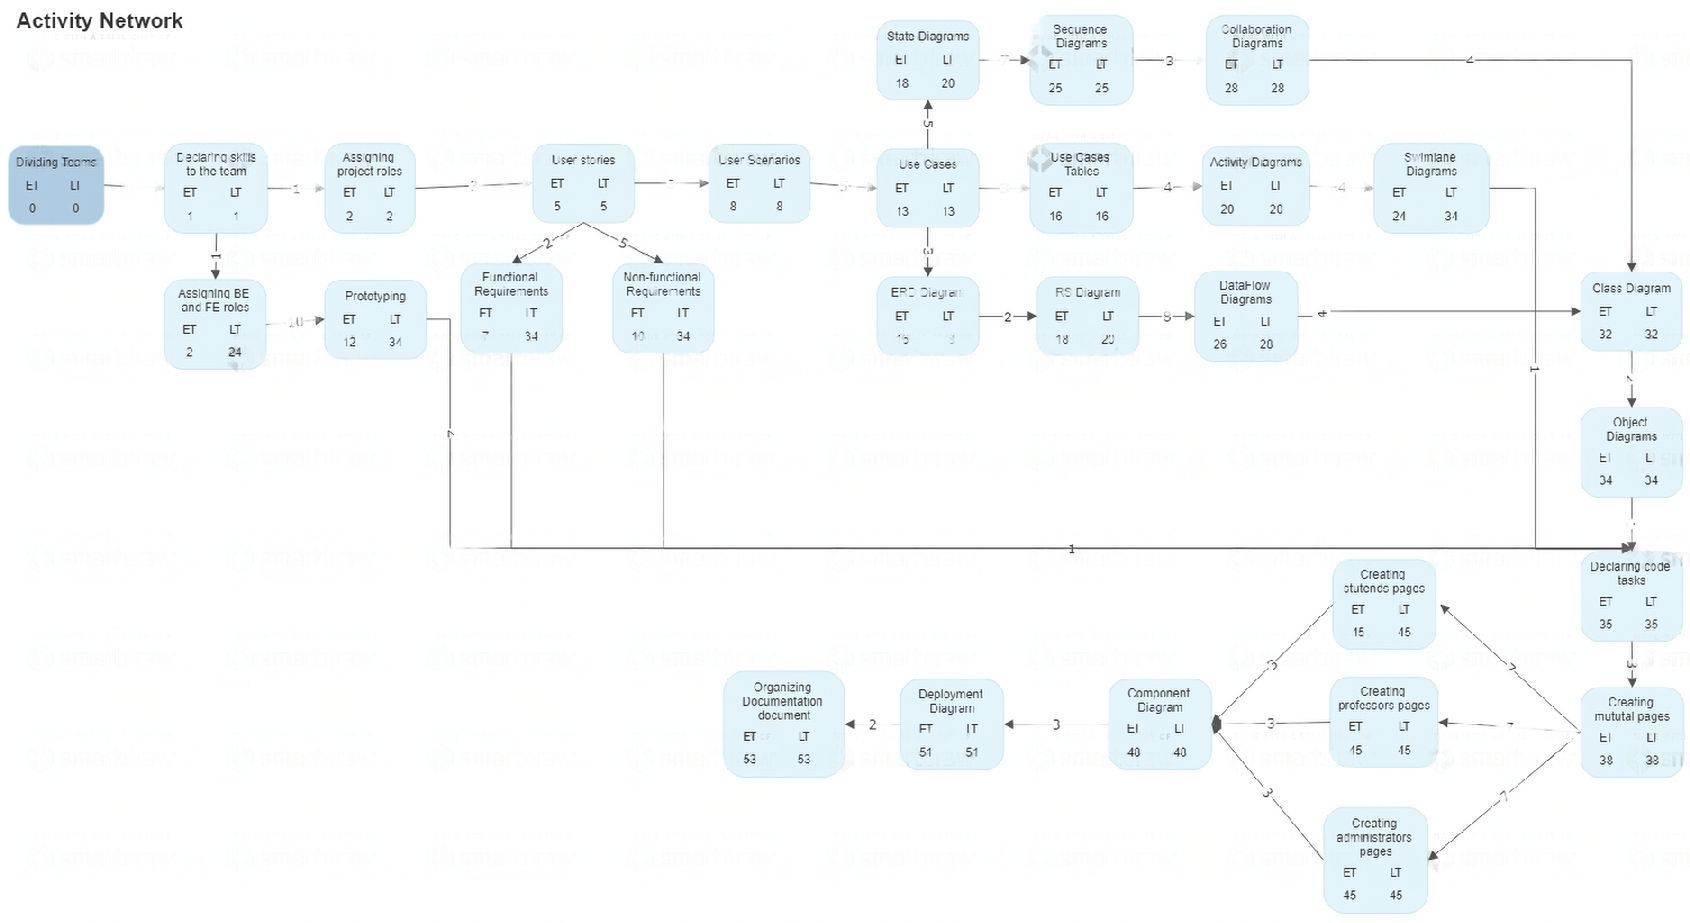 Activity Network
State Diagrams
ET LT
18 20
7
Sequence
Diagrams
ET LT
25 25
3
Collaboration
Diagrams
ET LT
28 28
4
5
Dividing Teams
ET LT
0 0
Declaring skills
to the team
ET LT
1 1
1
Assigning
project roles
ET LT
2 2
User stories
ET LT
5 5
User Scenarios
ET LT
8 8
5
Use Cases
ET LT
13 13
3
Use Cases
Tables
ET LT
16 16
4
Activity Diagrams
ET LT
20 20
4
Swimlane
Diagrams
ET LT
24 34
1
2
5
3
Assigning BE
and FE roles
ET LT
2 24
10
Prototyping
ET LT
12 34
Functional
Requirements
ET LT
7 34
Non-functional
Requirements
ET LT
10 34
ERD Diagram
ET LT
2
RS Diagram
ET LT
18 20
8
DataFlow
Diagrams
ET LT
26 28
4
Class Diagram
ET LT
32 32
1
2
Object
Diagrams
ET LT
34 34
1
Declaring code
tasks
ET LT
35 35
3
Creating
stutends pages
ET LT
45 45
3
7
Creating
mututal pages
ET LT
38 38
Creating
professors pages
ET LT
45 45
3
7
Component
Diagram
ET LT
48 48
3
Deployment
Diagram
ET LT
51 51
2
Organizing
Documentation
document
ET LT
53 53
3
7
Creating
administrators
pages
ET LT
45 45